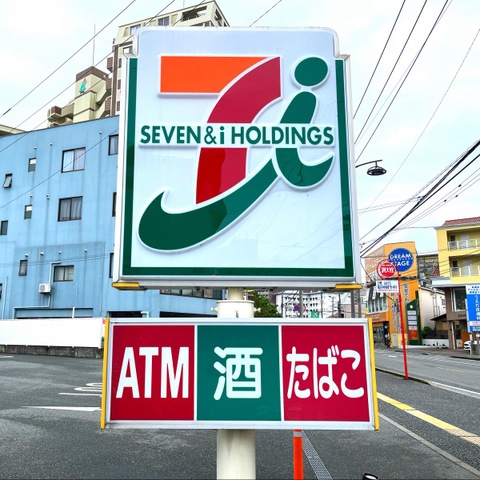 SEVEN & i HOLDINGS
ATM
酒
たばこ
DREAM
STAGE